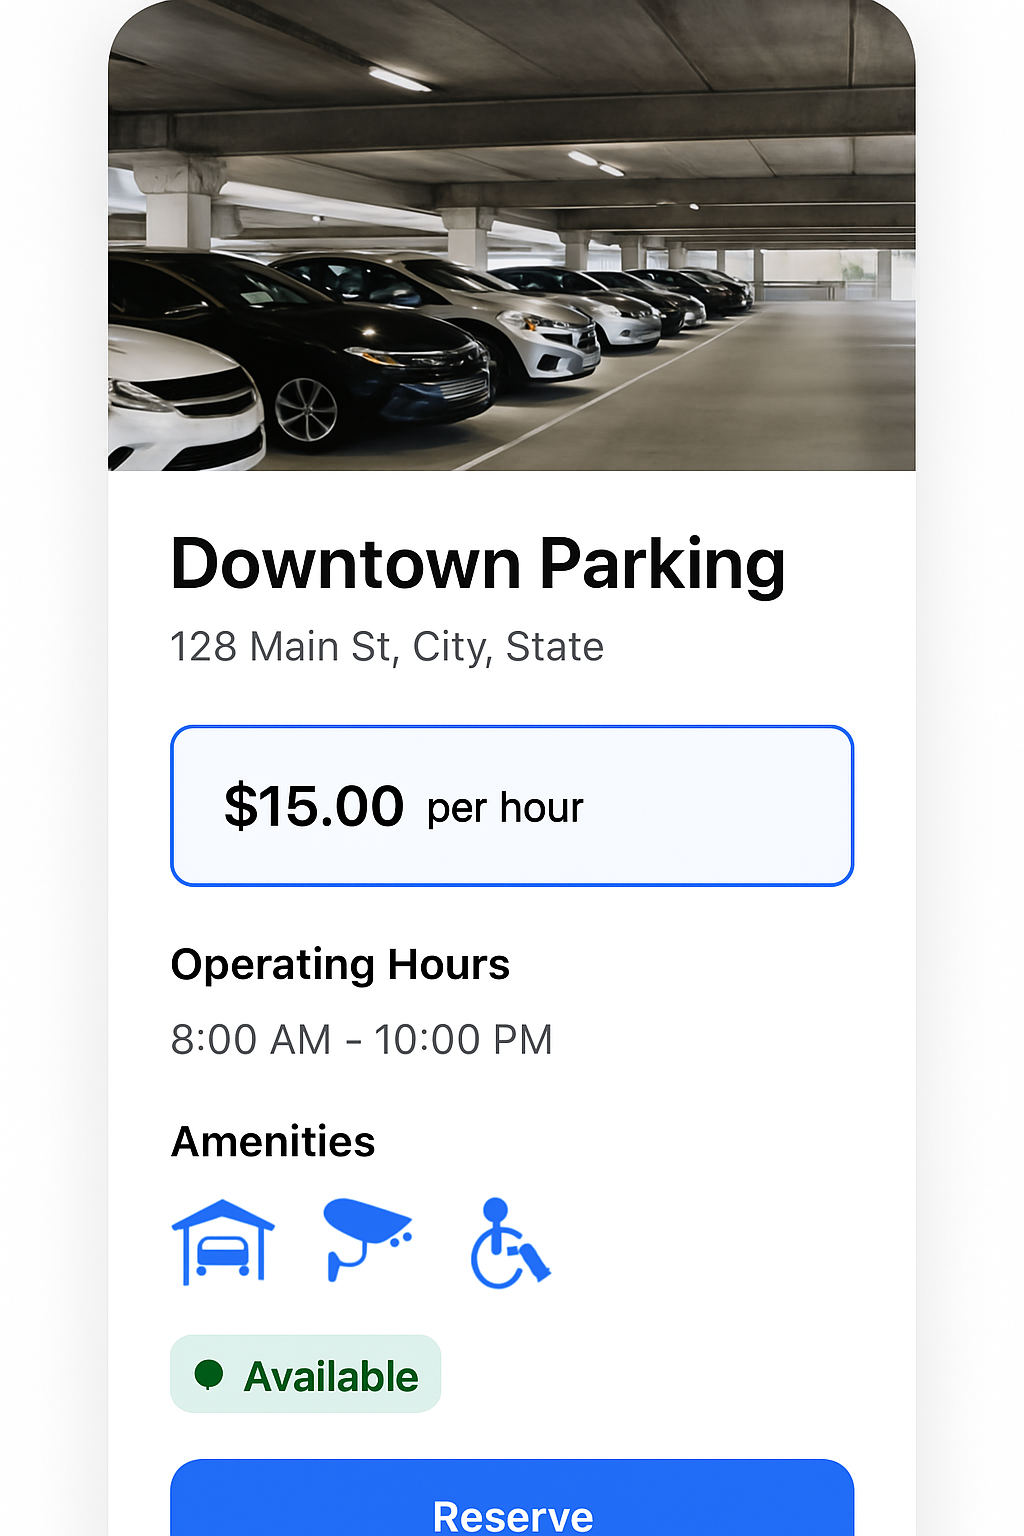 Downtown Parking
128 Main St, City, State
$15.00 per hour
Operating Hours
8:00 AM – 10:00 PM
Amenities
Available
Reserve